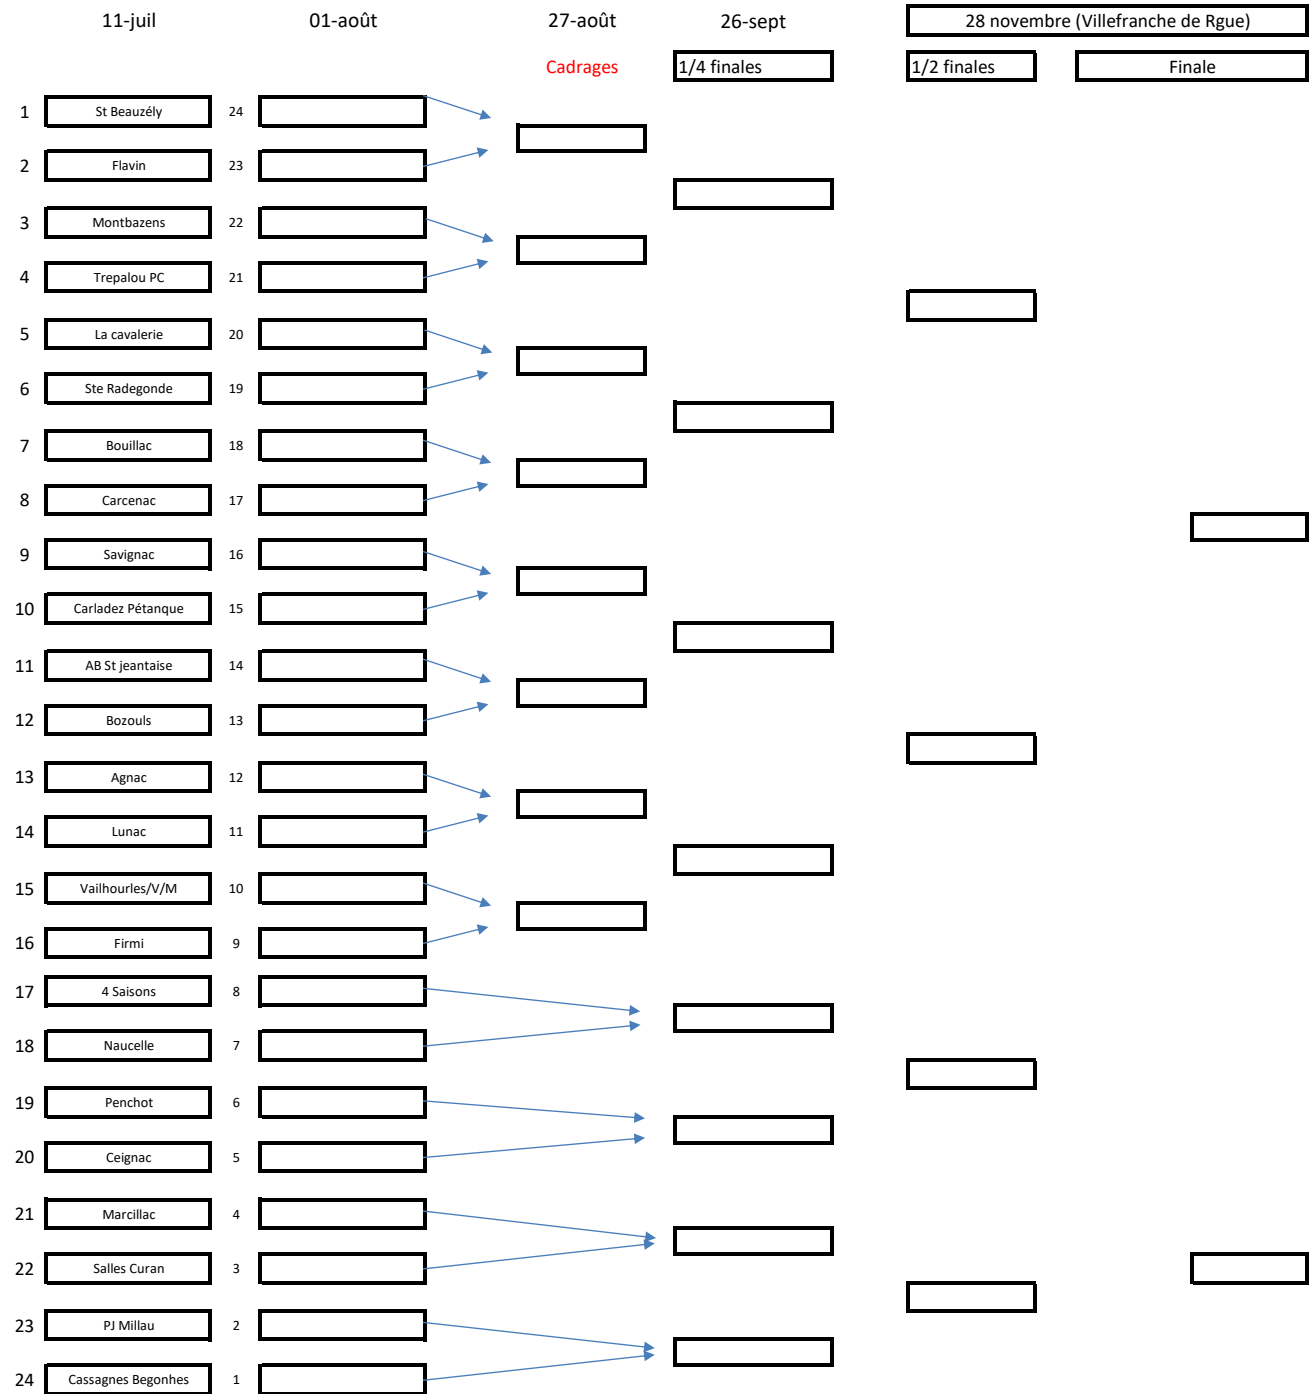 11-juil 01-août 27-août 26-sept 28 novembre (Villefranche de Rgue)
Cadrages 1/4 finales 1/2 finales Finale
1 St Beauzély 24
2 Flavin 23
3 Montbazens 22
4 Trepalou PC 21
5 La cavalerie 20
6 Ste Radegonde 19
7 Bouillac 18
8 Carcenac 17
9 Savignac 16
10 Carladez Pétanque 15
11 AB St jeantaise 14
12 Bozouls 13
13 Agnac 12
14 Lunac 11
15 Vailhourles/V/M 10
16 Firmi 9
17 4 Saisons 8
18 Naucelle 7
19 Penchot 6
20 Ceignac 5
21 Marcillac 4
22 Salles Curan 3
23 PJ Millau 2
24 Cassagnes Begonhes 1